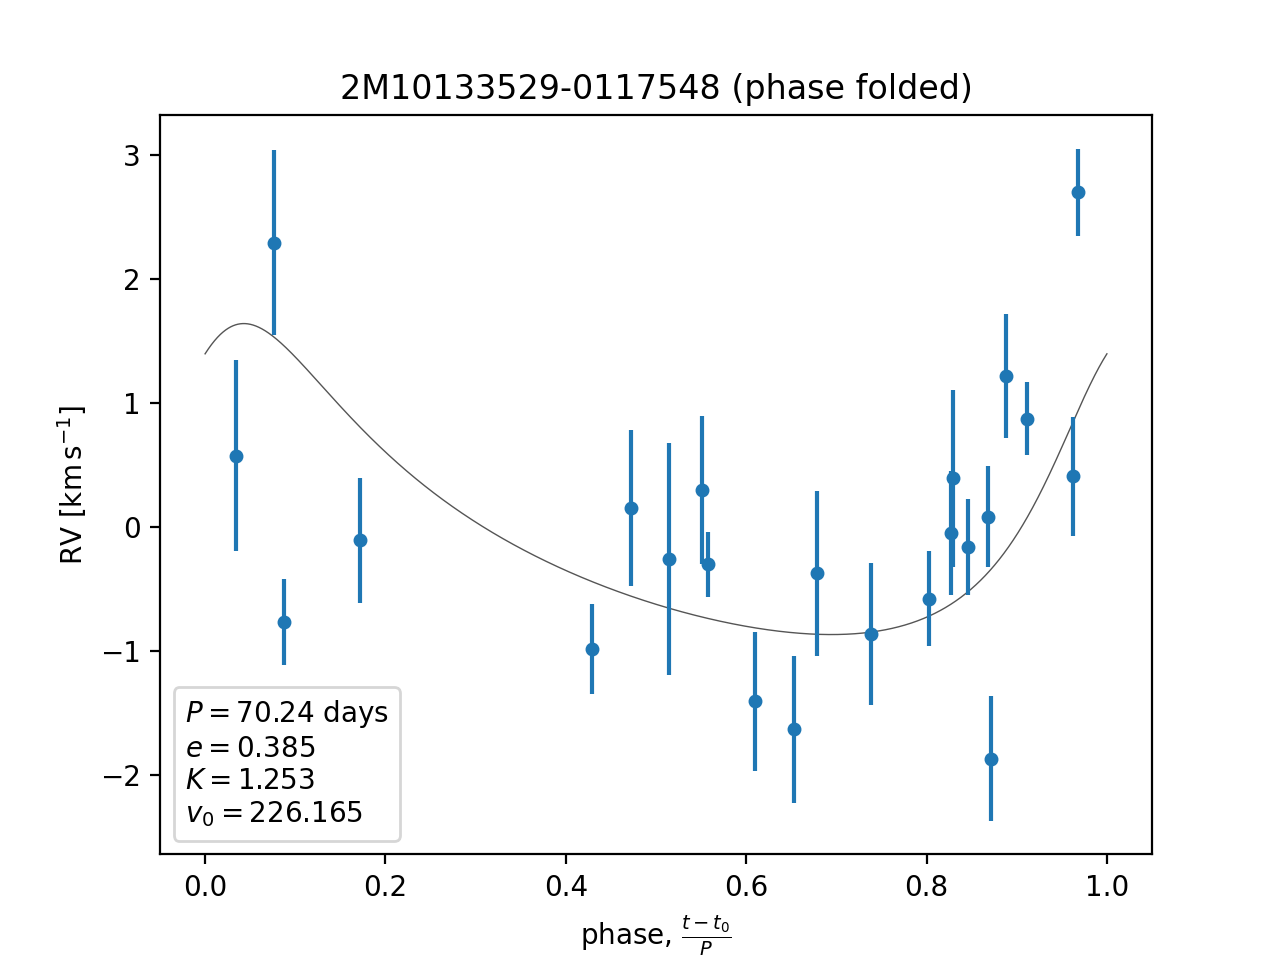 2M10133529-0117548 (phase folded)
RV [km s⁻¹]
3
2
1
0
−1
−2
P = 70.24 days
e = 0.385
K = 1.253
v₀ = 226.165
0.0 0.2 0.4 0.6 0.8 1.0
phase, (t − t₀)/P